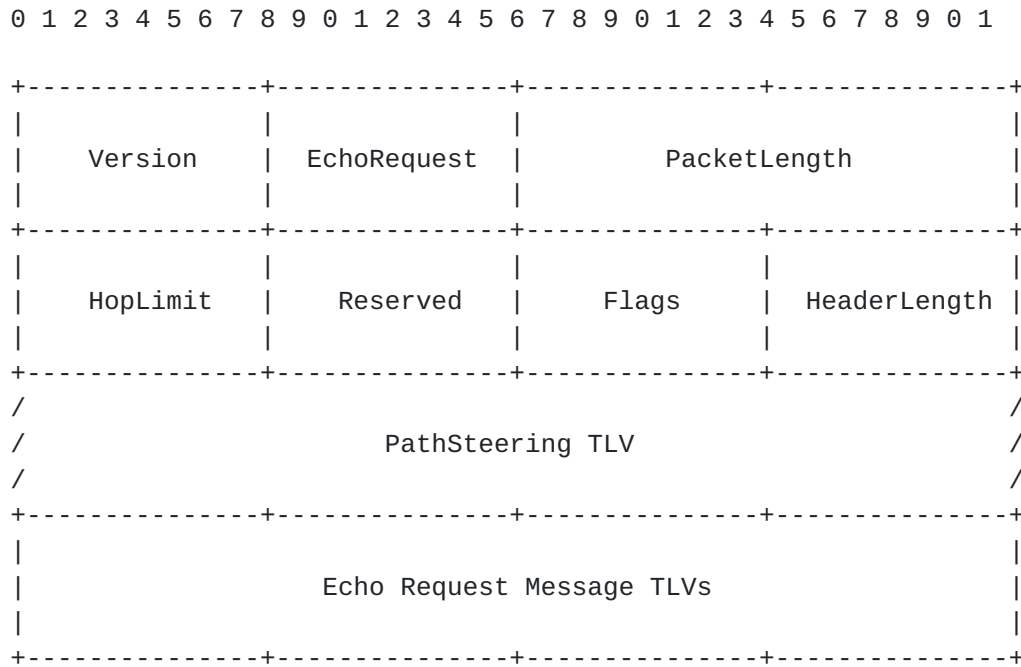 0 1 2 3 4 5 6 7 8 9 0 1 2 3 4 5 6 7 8 9 0 1 2 3 4 5 6 7 8 9 0 1
Version EchoRequest PacketLength
HopLimit Reserved Flags HeaderLength
PathSteering TLV
Echo Request Message TLVs